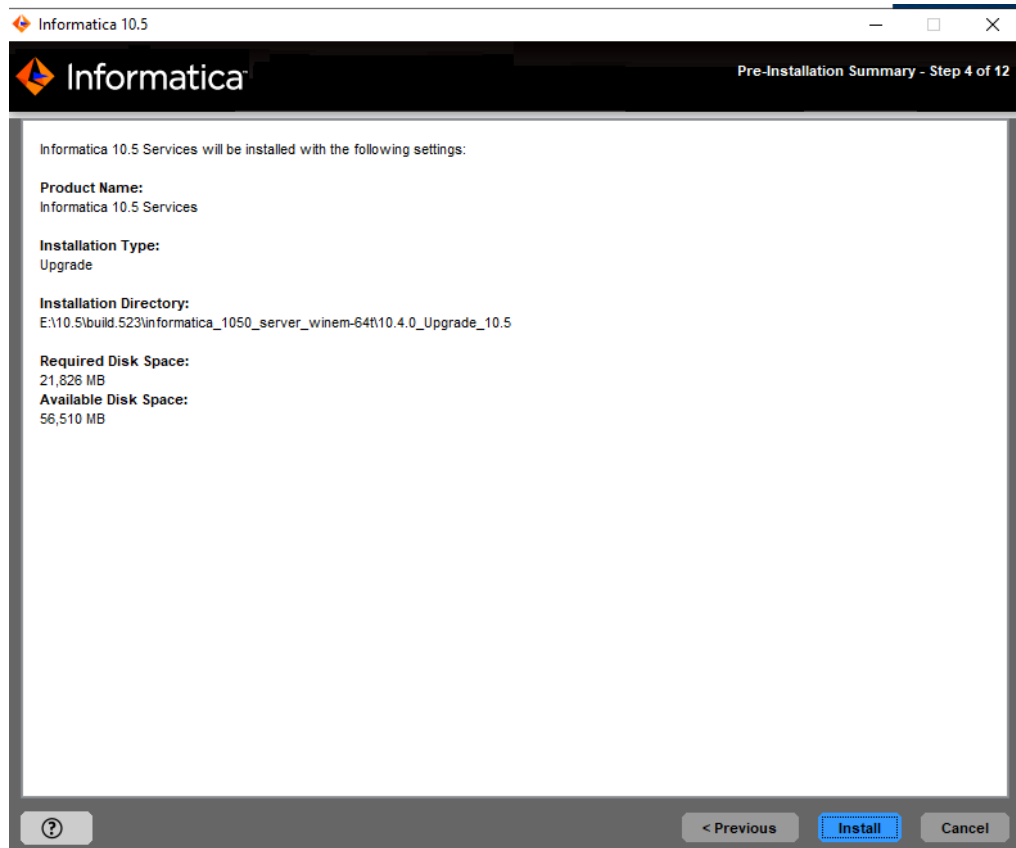 Informatica 10.5
Informatica
Pre-Installation Summary - Step 4 of 12
Informatica 10.5 Services will be installed with the following settings:
Product Name:
Informatica 10.5 Services
Installation Type:
Upgrade
Installation Directory:
E:\10.5\build.523\informatica_1050_server_winem-64t\10.4.0_Upgrade_10.5
Required Disk Space:
21,826 MB
Available Disk Space:
56,510 MB
?
< Previous
Install
Cancel